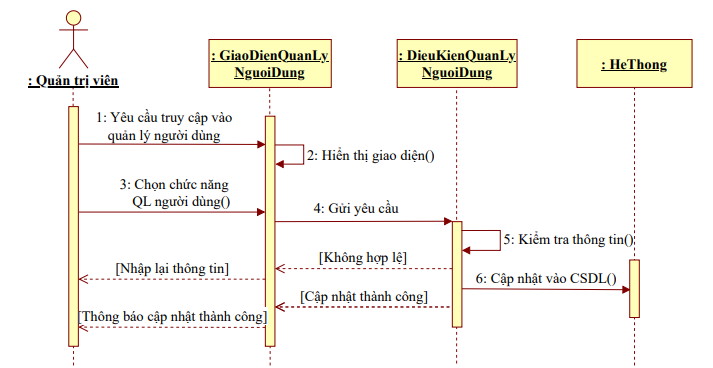 : GiaoDienQuanLy
NguoiDung
: DieuKienQuanLy
NguoiDung
: HeThong
: Quản trị viên
1: Yêu cầu truy cập vào
quản lý người dùng
2: Hiển thị giao diện()
3: Chọn chức năng
QL người dùng()
4: Gửi yêu cầu
5: Kiểm tra thông tin()
[Không hợp lệ]
[Nhập lại thông tin]
6: Cập nhật vào CSDL()
[Cập nhật thành công]
[Thông báo cập nhật thành công]